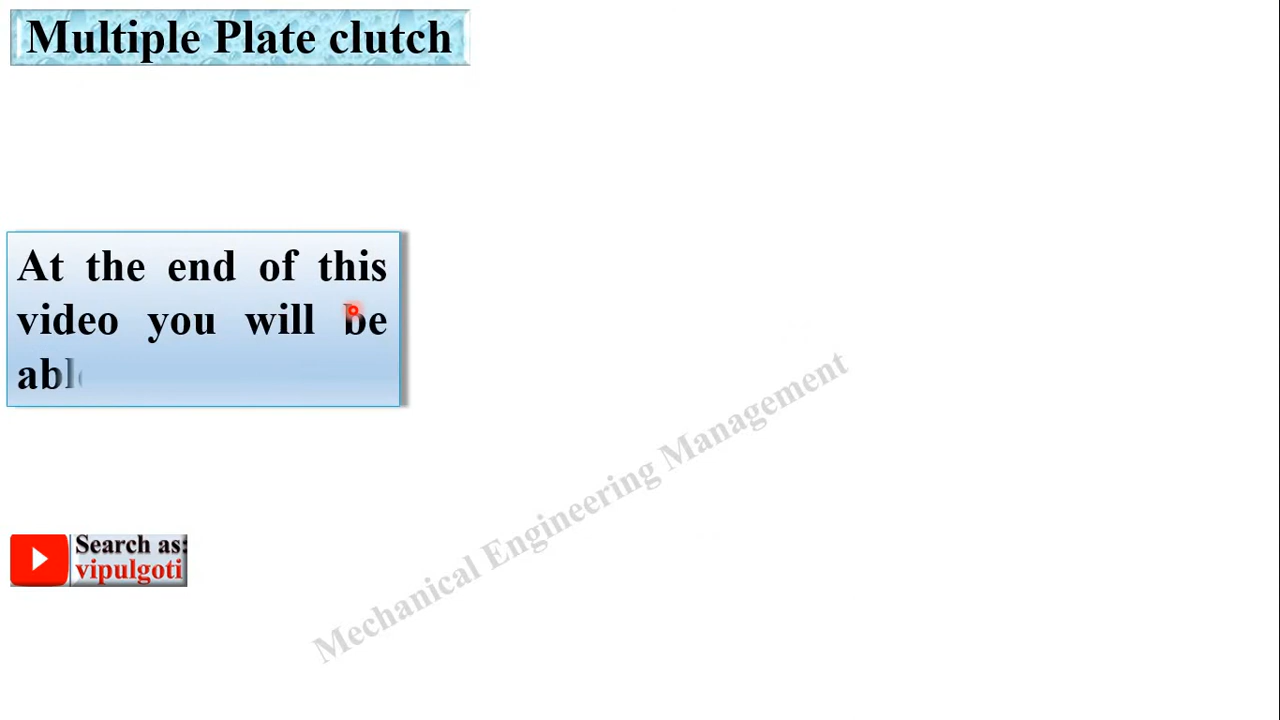 Multiple Plate clutch
At the end of this
video you will be
Search as:
vipulgoti
Mechanical Engineering Management